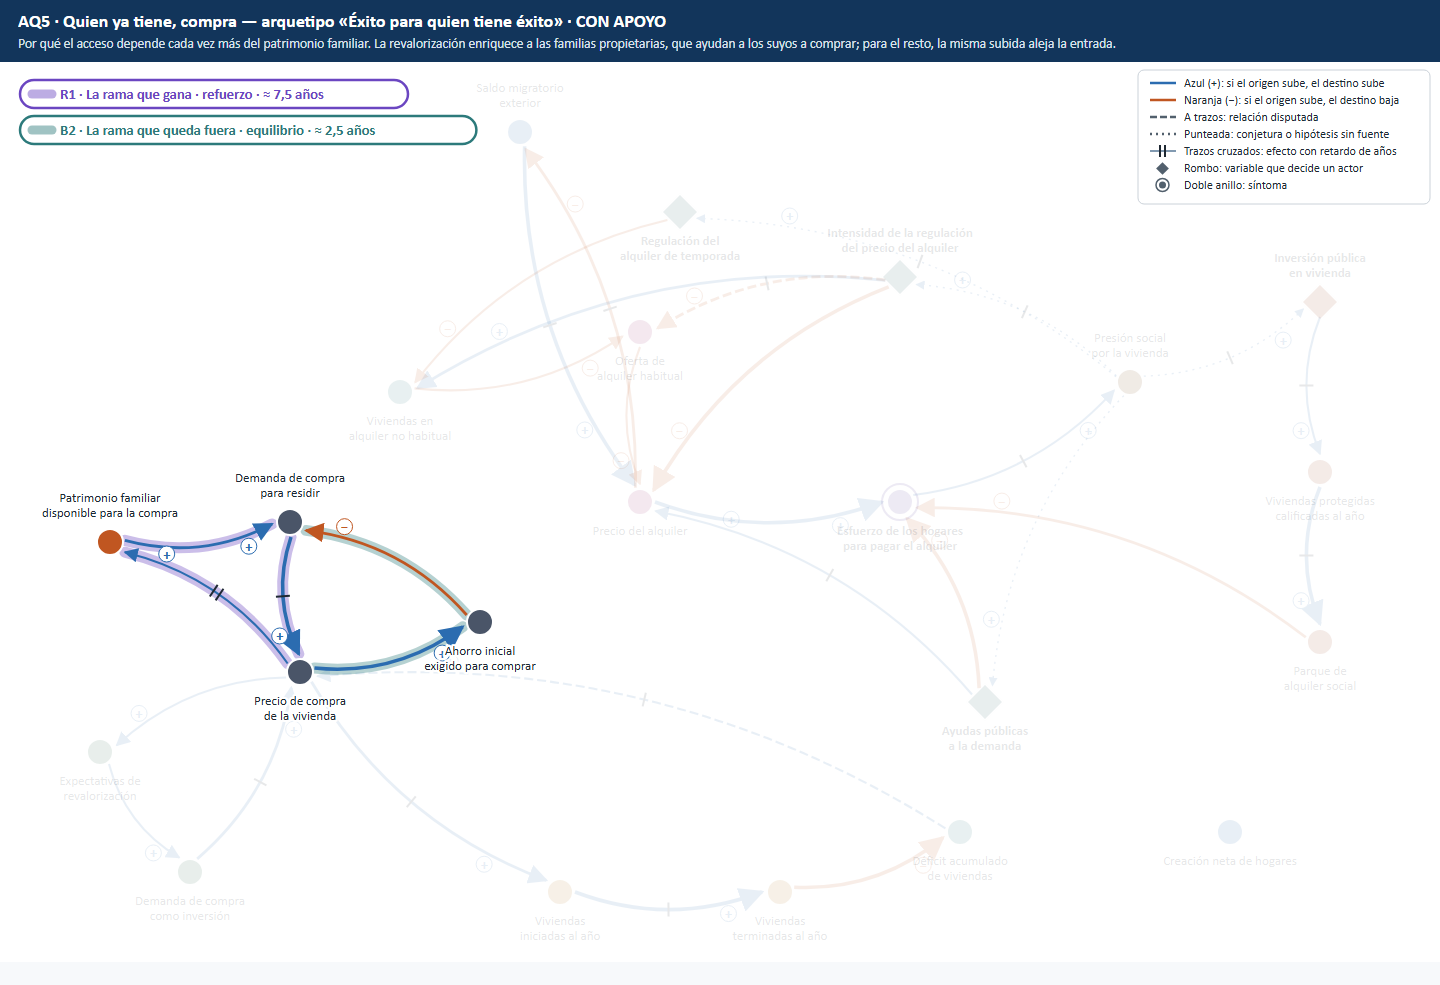 AQ5 · Quien ya tiene, compra — arquetipo «Éxito para quien tiene éxito» · CON APOYO
Por qué el acceso depende cada vez más del patrimonio familiar. La revalorización enriquece a las familias propietarias, que ayudan a los suyos a comprar; para el resto, la misma subida aleja la entrada.
R1 · La rama que gana · refuerzo · ≈ 7,5 años
B2 · La rama que queda fuera · equilibrio · ≈ 2,5 años
Azul (+): si el origen sube, el destino sube
Naranja (−): si el origen sube, el destino baja
A trazos: relación disputada
Punteada: conjetura o hipótesis sin fuente
Trazos cruzados: efecto con retardo de años
Rombo: variable que decide un actor
Doble anillo: síntoma
Saldo migratorio
exterior
Regulación del
alquiler de temporada
Intensidad de la regulación
del precio del alquiler
Inversión pública
en vivienda
Presión social
por la vivienda
Oferta de
alquiler habitual
Viviendas en
alquiler no habitual
Demanda de compra
para residir
Patrimonio familiar
disponible para la compra
Precio del alquiler
Esfuerzo de los hogares
para pagar el alquiler
Viviendas protegidas
calificadas al año
Ahorro inicial
exigido para comprar
Parque de
alquiler social
Precio de compra
de la vivienda
Ayudas públicas
a la demanda
Expectativas de
revalorización
Déficit acumulado
de viviendas
Creación neta de hogares
Demanda de compra
como inversión
Viviendas
iniciadas al año
Viviendas
terminadas al año